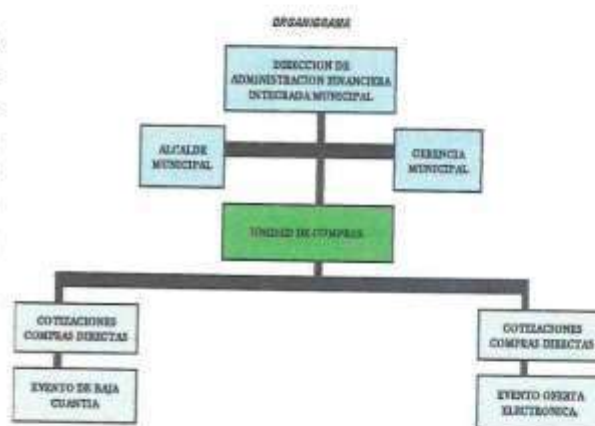 ORGANIGRAMA
DIRECCION DE
ADMINISTRACION FINANCIERA
INTEGRADA MUNICIPAL
ALCALDE
MUNICIPAL
GERENCIA
MUNICIPAL
UNIDAD DE COMPRAS
COTIZACIONES
COMPRAS DIRECTAS
COTIZACIONES
COMPRAS DIRECTAS
EVENTO DE BAJA
CUANTIA
EVENTO OFERTA
ELECTRONICA